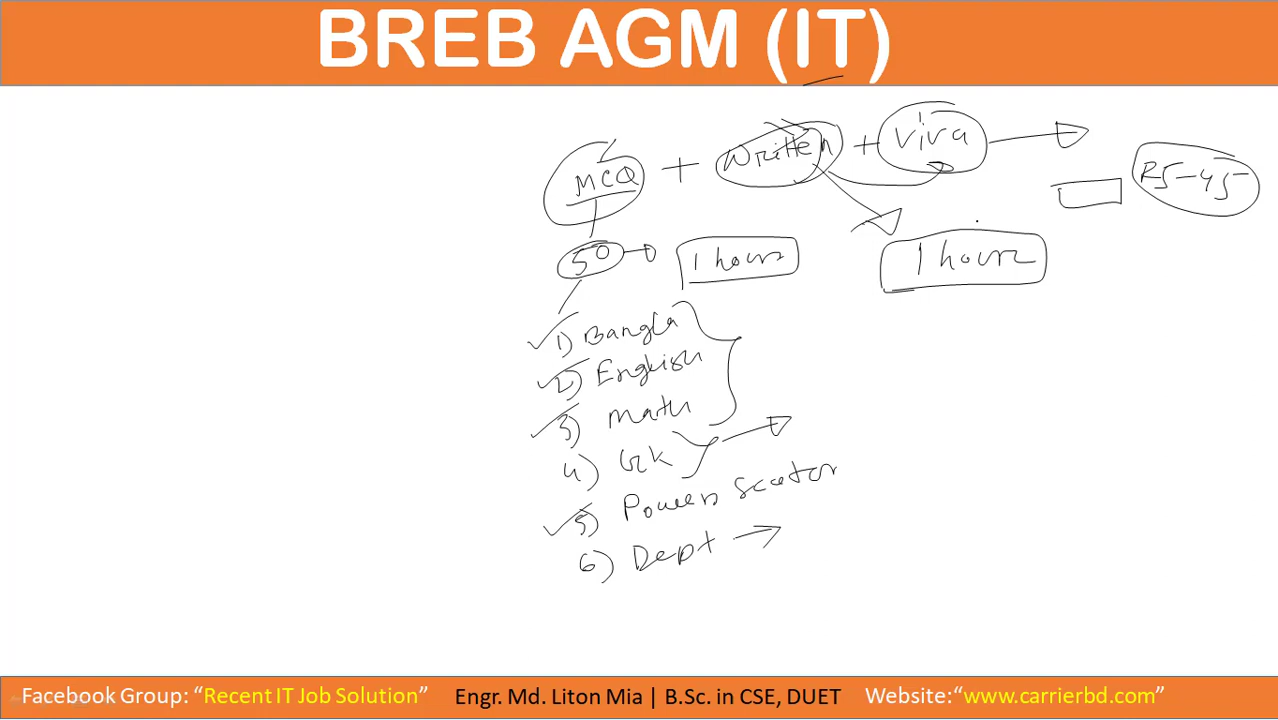 BREB AGM (IT)
MCQ + Written + Viva
25-45
50 1 hours 1 hours
1) Bangla
2) English
3) math
4) GK
5) Power Scator
6) Dept
Facebook Group: “Recent IT Job Solution” Engr. Md. Liton Mia | B.Sc. in CSE, DUET Website:“www.carrierbd.com”